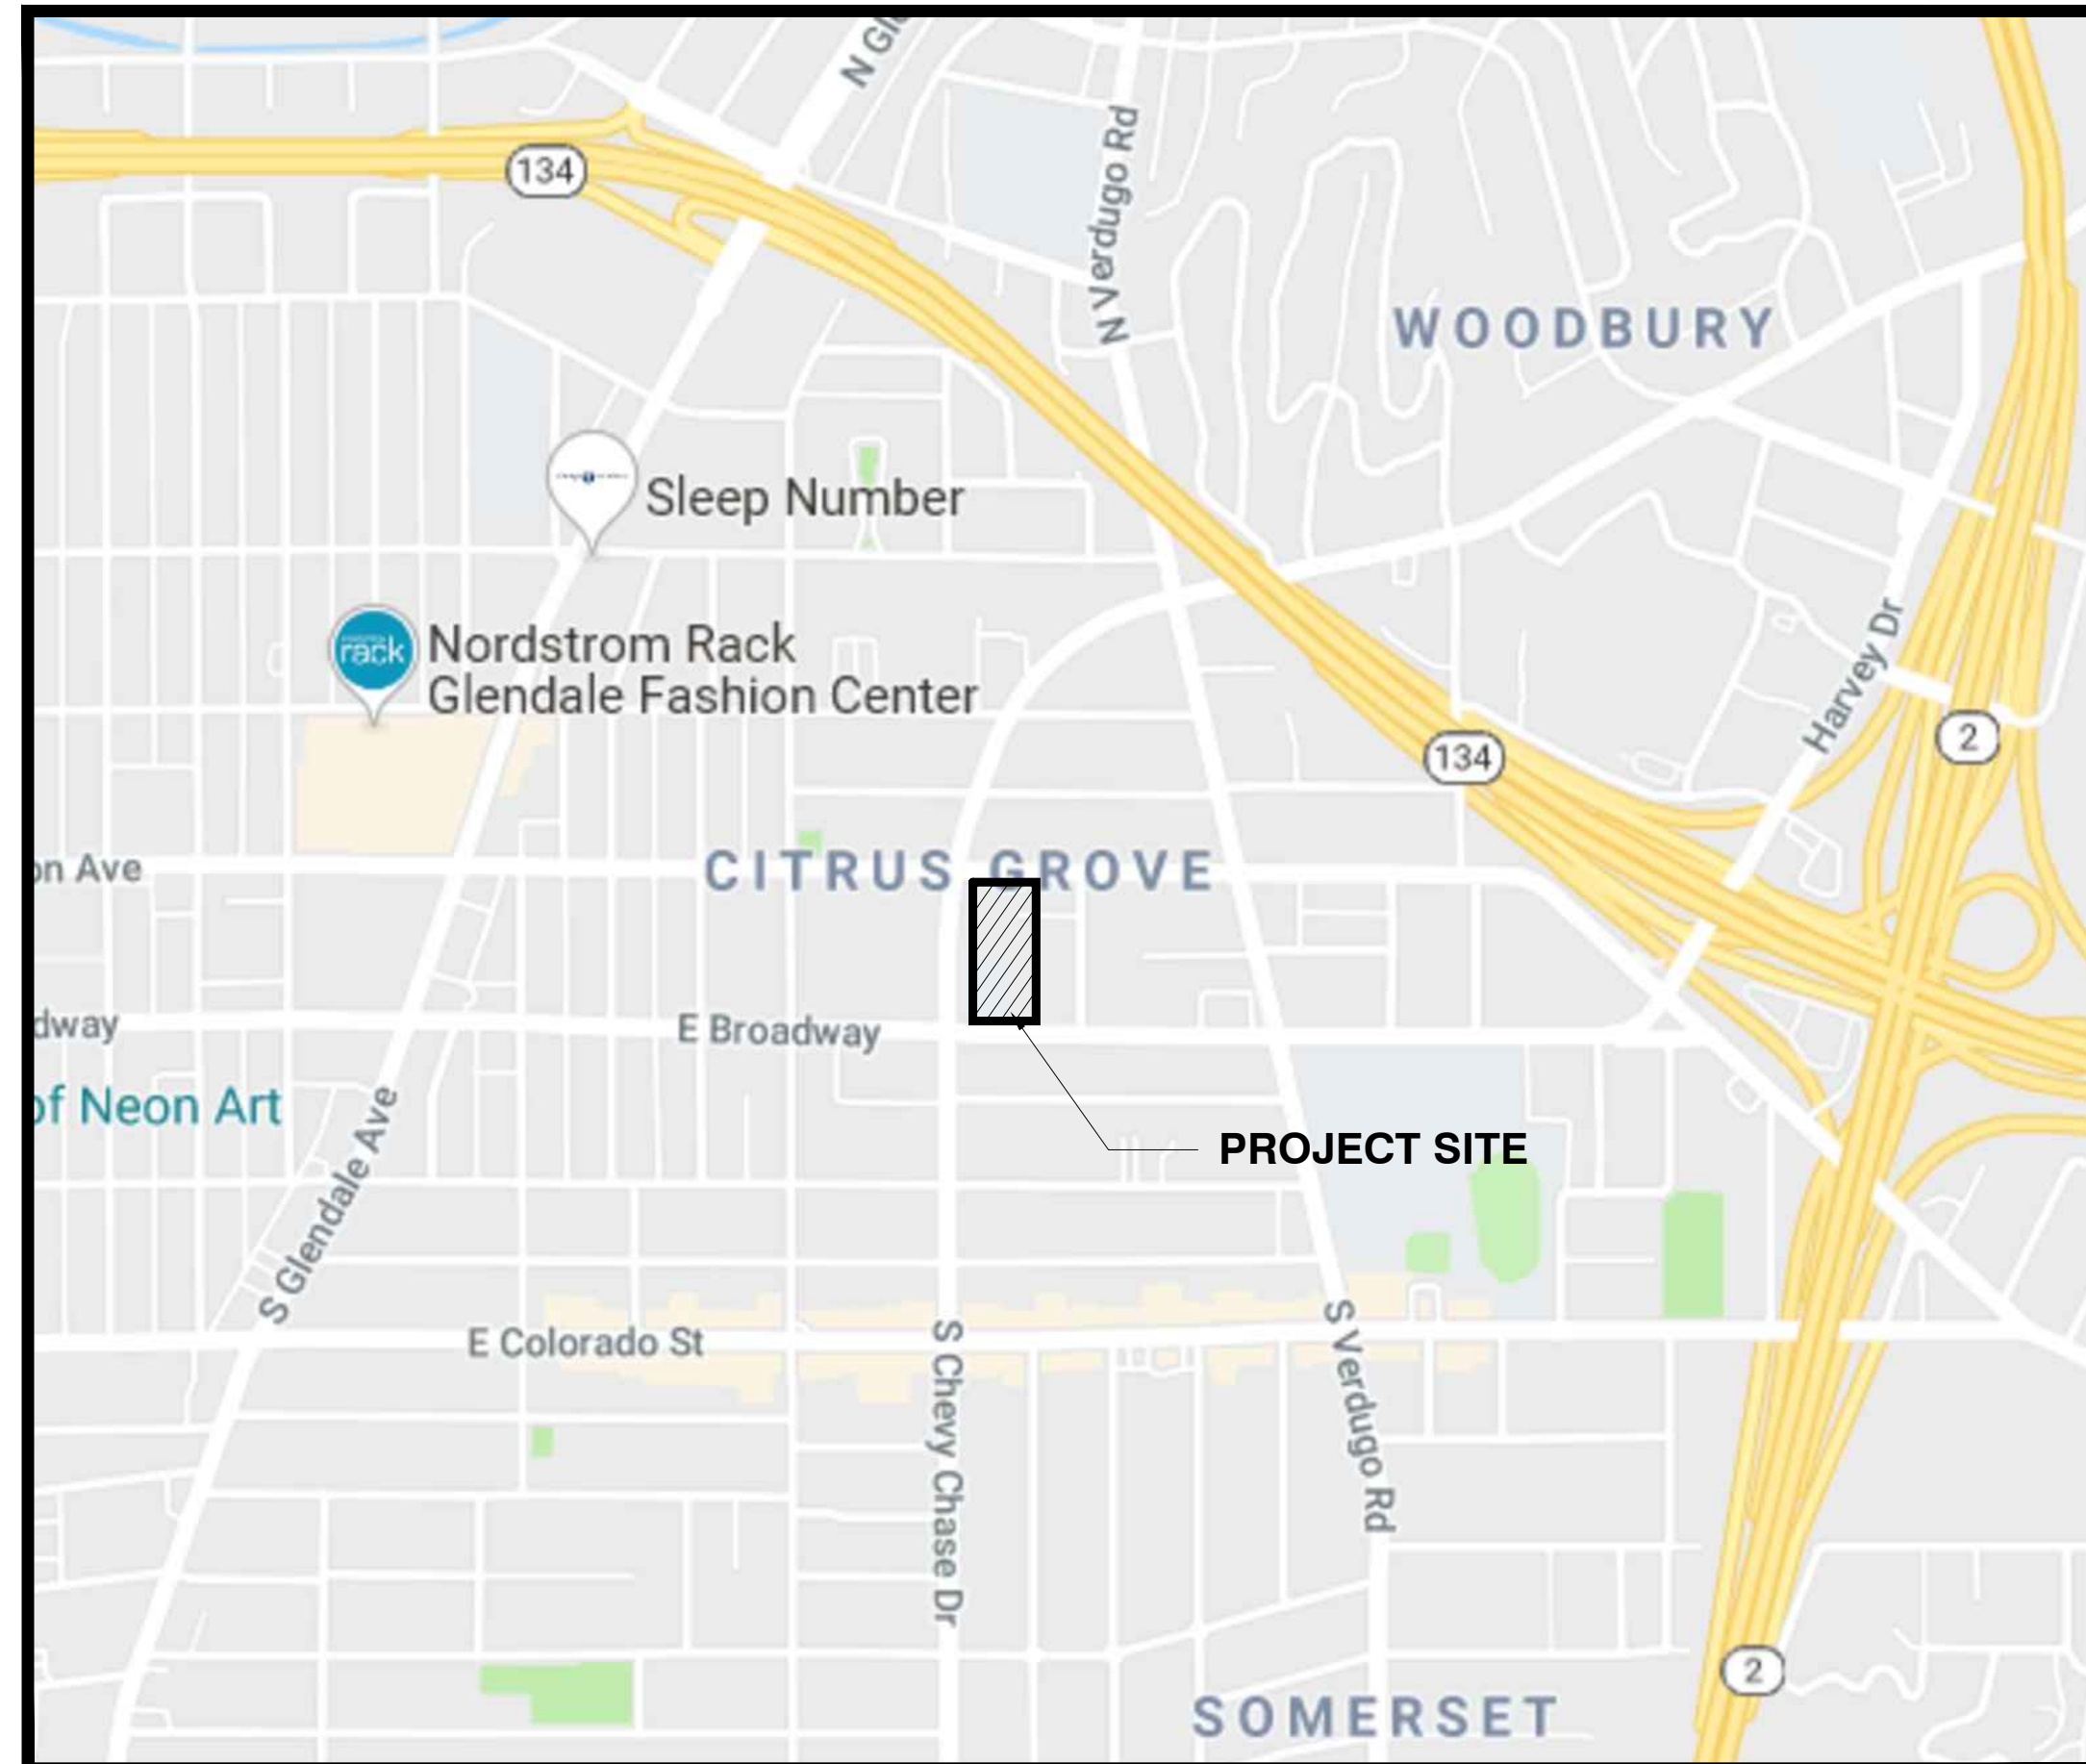 N Gle
134
N Verdugo Rd
WOODBURY
Sleep Number
rack
Nordstrom Rack
Glendale Fashion Center
Harvey Dr
2
134
on Ave
CITRUS GROVE
dway
E Broadway
of Neon Art
PROJECT SITE
S Glendale Ave
E Colorado St
S Chevy Chase Dr
S Verdugo Rd
2
SOMERSET